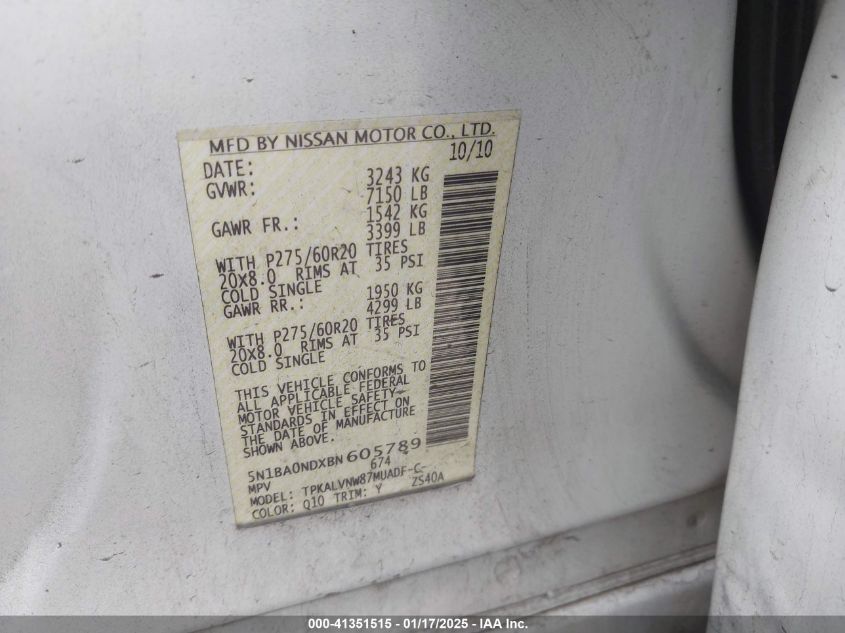 MFD BY NISSAN MOTOR CO., LTD.
DATE: 10/10
GVWR: 3243 KG
7150 LB
GAWR FR.: 1542 KG
3399 LB
WITH P275/60R20 TIRES
20X8.0 RIMS AT 35 PSI
COLD SINGLE
GAWR RR.: 1950 KG
4299 LB
WITH P275/60R20 TIRES
20X8.0 RIMS AT 35 PSI
COLD SINGLE
THIS VEHICLE CONFORMS TO
ALL APPLICABLE FEDERAL
MOTOR VEHICLE SAFETY
STANDARDS IN EFFECT ON
THE DATE OF MANUFACTURE
SHOWN ABOVE.
5N1BA0NDXBN605789
MPV 674
MODEL: TPKALVNW87MUADF-C-
COLOR: Q10 TRIM: Y ZS40A
000-41351515 — 01/17/2025 — IAA Inc.